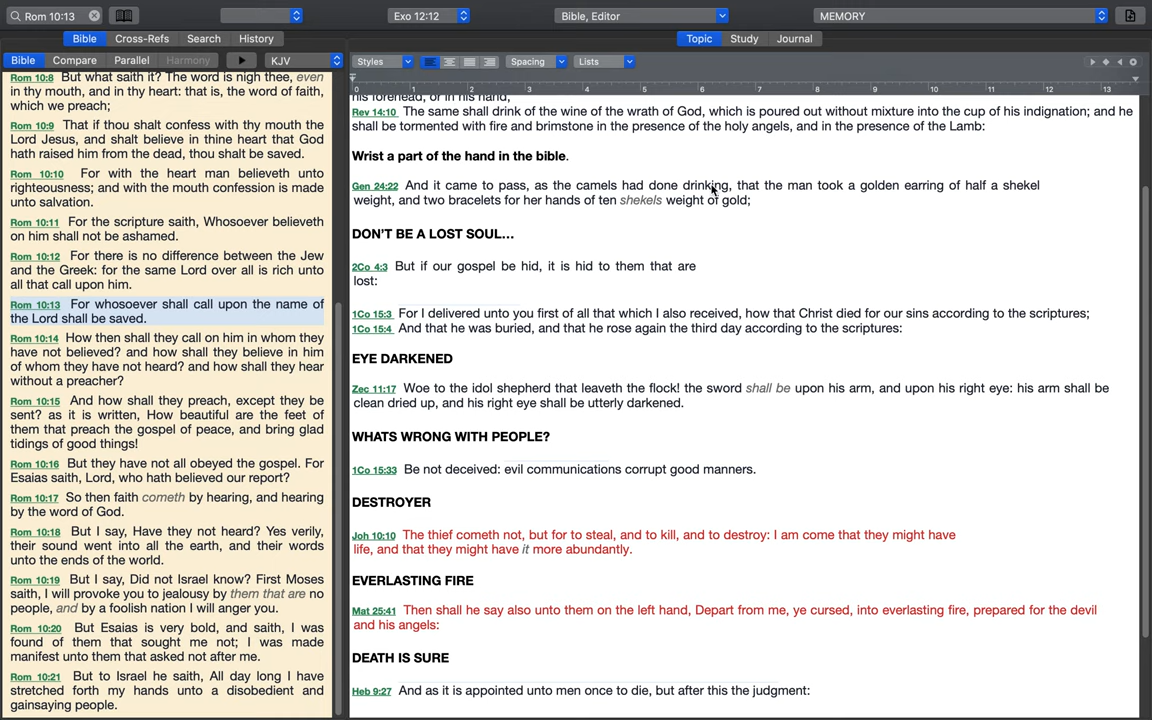 Rom 10:13
Exo 12:12
Bible, Editor
MEMORY
Bible
Cross-Refs
Search
History
Topic
Study
Journal
Bible
Compare
Parallel
Harmony
KJV
Styles
Spacing
Lists
0 1 2 3 4 5 6 7 8 9 10 11 12 13
Rom 10:8 But what saith it? The word is nigh thee, even
in thy mouth, and in thy heart: that is, the word of faith,
which we preach;
Rom 10:9 That if thou shalt confess with thy mouth the
Lord Jesus, and shalt believe in thine heart that God
hath raised him from the dead, thou shalt be saved.
Rom 10:10 For with the heart man believeth unto
righteousness; and with the mouth confession is made
unto salvation.
Rom 10:11 For the scripture saith, Whosoever believeth
on him shall not be ashamed.
Rom 10:12 For there is no difference between the Jew
and the Greek: for the same Lord over all is rich unto
all that call upon him.
Rom 10:13 For whosoever shall call upon the name of
the Lord shall be saved.
Rom 10:14 How then shall they call on him in whom they
have not believed? and how shall they believe in him
of whom they have not heard? and how shall they hear
without a preacher?
Rom 10:15 And how shall they preach, except they be
sent? as it is written, How beautiful are the feet of
them that preach the gospel of peace, and bring glad
tidings of good things!
Rom 10:16 But they have not all obeyed the gospel. For
Esaias saith, Lord, who hath believed our report?
Rom 10:17 So then faith cometh by hearing, and hearing
by the word of God.
Rom 10:18 But I say, Have they not heard? Yes verily,
their sound went into all the earth, and their words
unto the ends of the world.
Rom 10:19 But I say, Did not Israel know? First Moses
saith, I will provoke you to jealousy by them that are no
people, and by a foolish nation I will anger you.
Rom 10:20 But Esaias is very bold, and saith, I was
found of them that sought me not; I was made
manifest unto them that asked not after me.
Rom 10:21 But to Israel he saith, All day long I have
stretched forth my hands unto a disobedient and
gainsaying people.
his forehead, or in his hand,
Rev 14:10 The same shall drink of the wine of the wrath of God, which is poured out without mixture into the cup of his indignation; and he
shall be tormented with fire and brimstone in the presence of the holy angels, and in the presence of the Lamb:
Wrist a part of the hand in the bible.
Gen 24:22 And it came to pass, as the camels had done drinking, that the man took a golden earring of half a shekel
weight, and two bracelets for her hands of ten shekels weight of gold;
DON'T BE A LOST SOUL...
2Co 4:3 But if our gospel be hid, it is hid to them that are
lost:
1Co 15:3 For I delivered unto you first of all that which I also received, how that Christ died for our sins according to the scriptures;
1Co 15:4 And that he was buried, and that he rose again the third day according to the scriptures:
EYE DARKENED
Zec 11:17 Woe to the idol shepherd that leaveth the flock! the sword shall be upon his arm, and upon his right eye: his arm shall be
clean dried up, and his right eye shall be utterly darkened.
WHATS WRONG WITH PEOPLE?
1Co 15:33 Be not deceived: evil communications corrupt good manners.
DESTROYER
Joh 10:10 The thief cometh not, but for to steal, and to kill, and to destroy: I am come that they might have
life, and that they might have it more abundantly.
EVERLASTING FIRE
Mat 25:41 Then shall he say also unto them on the left hand, Depart from me, ye cursed, into everlasting fire, prepared for the devil
and his angels:
DEATH IS SURE
Heb 9:27 And as it is appointed unto men once to die, but after this the judgment: